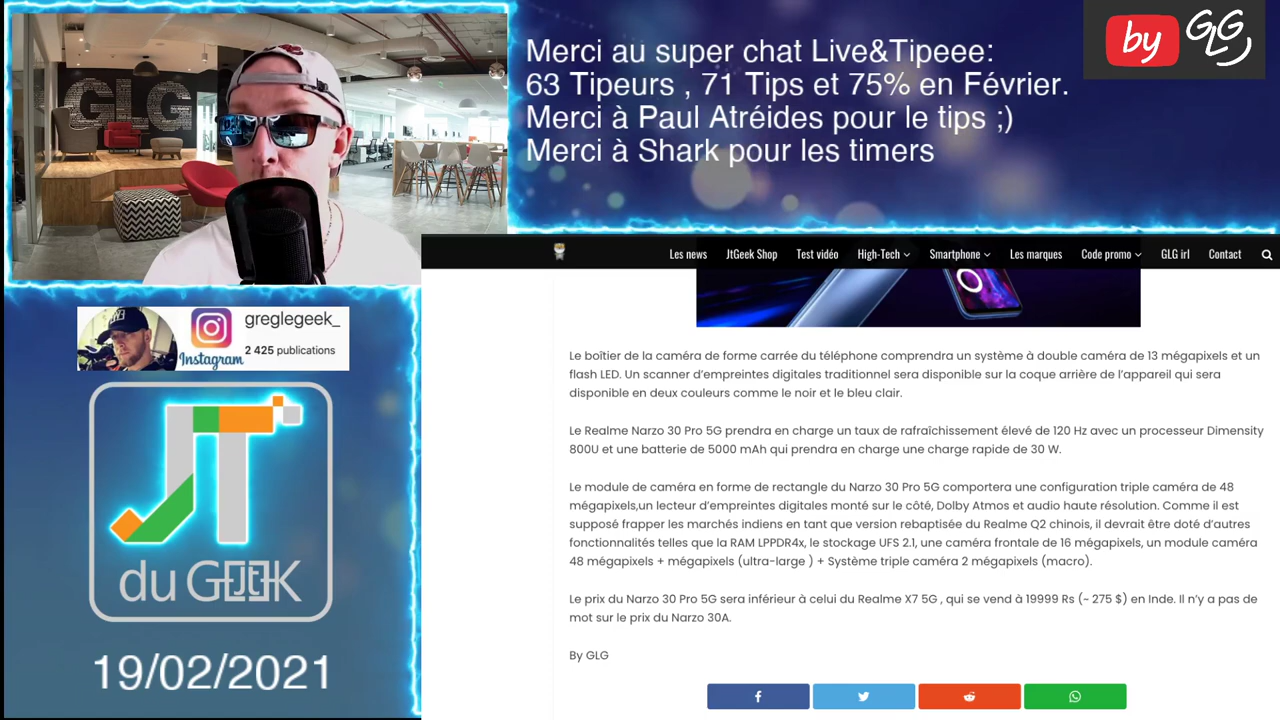 GLG
Merci au super chat Live&Tipeee:
63 Tipeurs , 71 Tips et 75% en Février.
Merci à Paul Atréides pour le tips ;)
Merci à Shark pour les timers
by GLG
Les news JtGeek Shop Test vidéo High-Tech Smartphone Les marques Code promo GLG irl Contact
greglegeek_
Instagram
2 425 publications
JT
du GEEK
19/02/2021
Le boîtier de la caméra de forme carrée du téléphone comprendra un système à double caméra de 13 mégapixels et un
flash LED. Un scanner d’empreintes digitales traditionnel sera disponible sur la coque arrière de l’appareil qui sera
disponible en deux couleurs comme le noir et le bleu clair.
Le Realme Narzo 30 Pro 5G prendra en charge un taux de rafraîchissement élevé de 120 Hz avec un processeur Dimensity
800U et une batterie de 5000 mAh qui prendra en charge une charge rapide de 30 W.
Le module de caméra en forme de rectangle du Narzo 30 Pro 5G comportera une configuration triple caméra de 48
mégapixels,un lecteur d’empreintes digitales monté sur le côté, Dolby Atmos et audio haute résolution. Comme il est
supposé frapper les marchés indiens en tant que version rebaptisée du Realme Q2 chinois, il devrait être doté d’autres
fonctionnalités telles que la RAM LPPDR4x, le stockage UFS 2.1, une caméra frontale de 16 mégapixels, un module caméra
48 mégapixels + mégapixels (ultra-large ) + Système triple caméra 2 mégapixels (macro).
Le prix du Narzo 30 Pro 5G sera inférieur à celui du Realme X7 5G , qui se vend à 19999 Rs (~ 275 $) en Inde. Il n’y a pas de
mot sur le prix du Narzo 30A.
By GLG